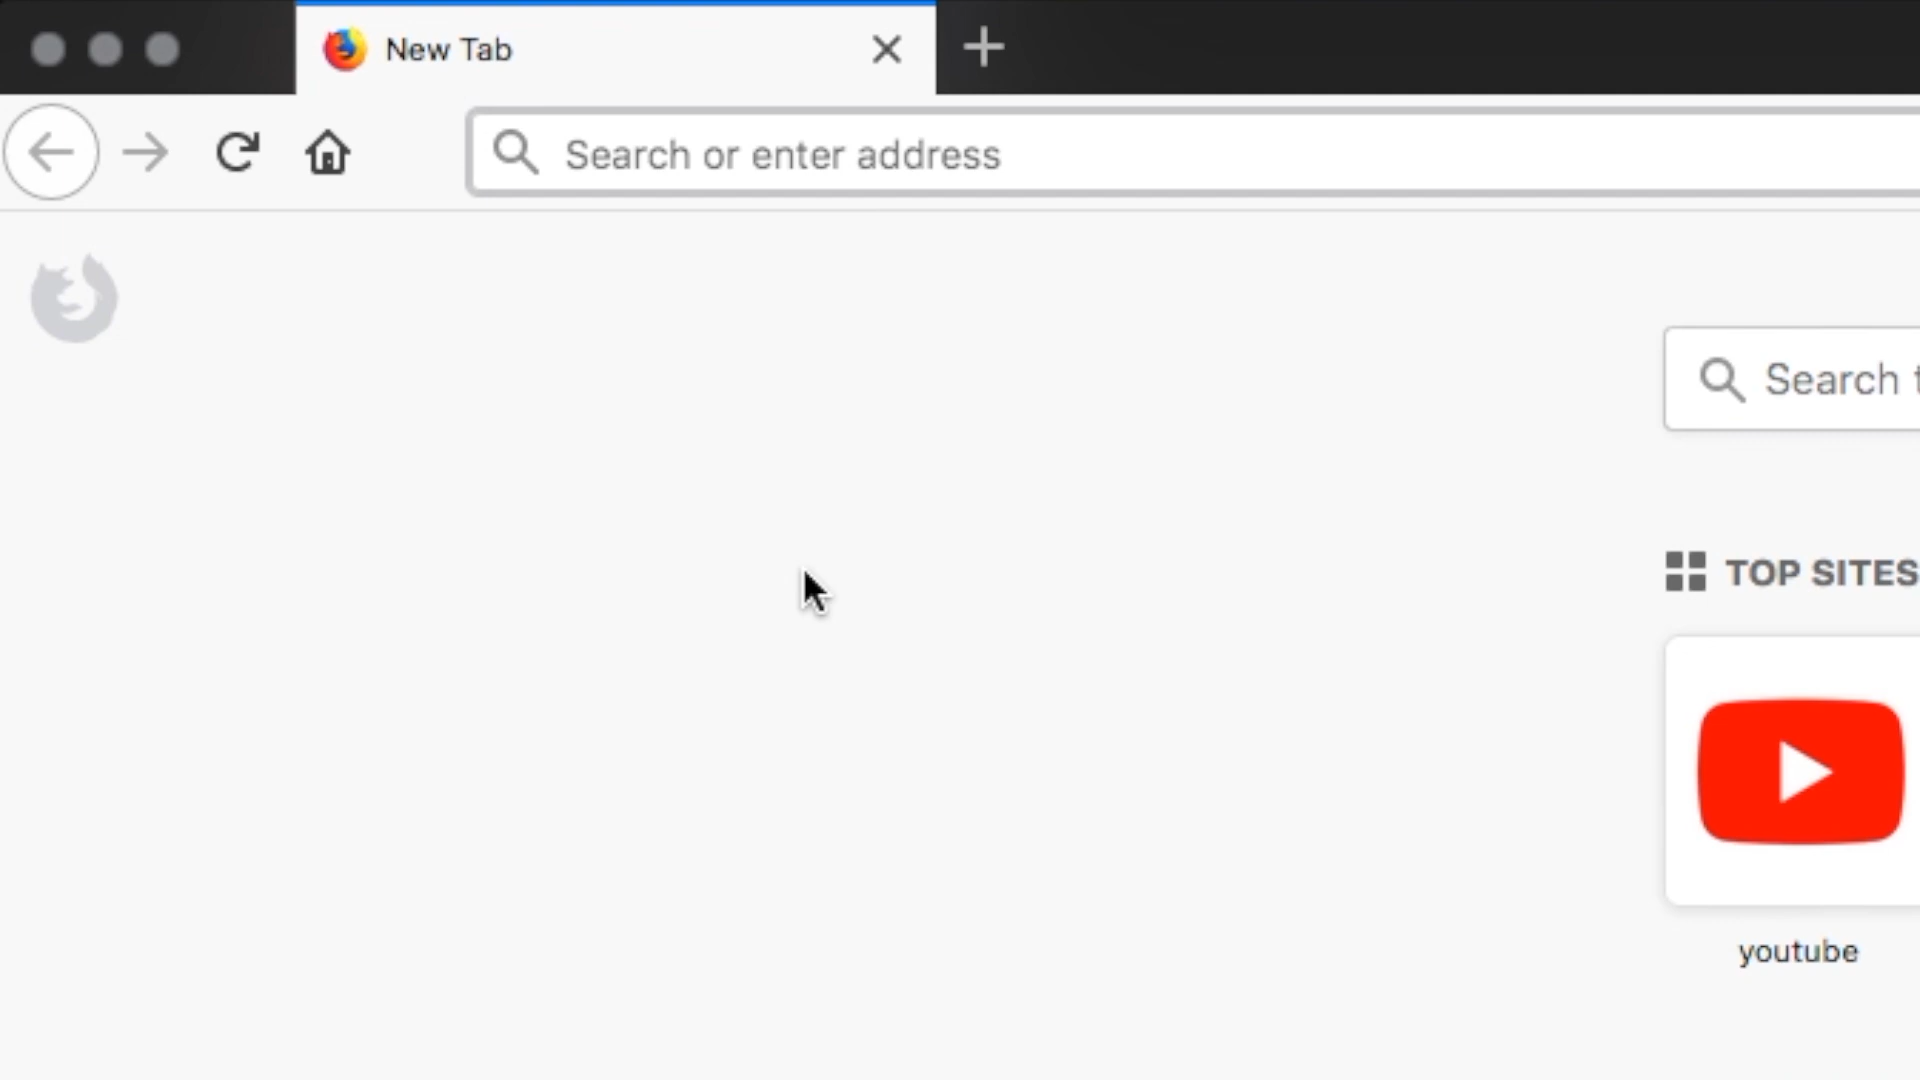 New Tab
Search or enter address
Search
TOP SITES
youtube